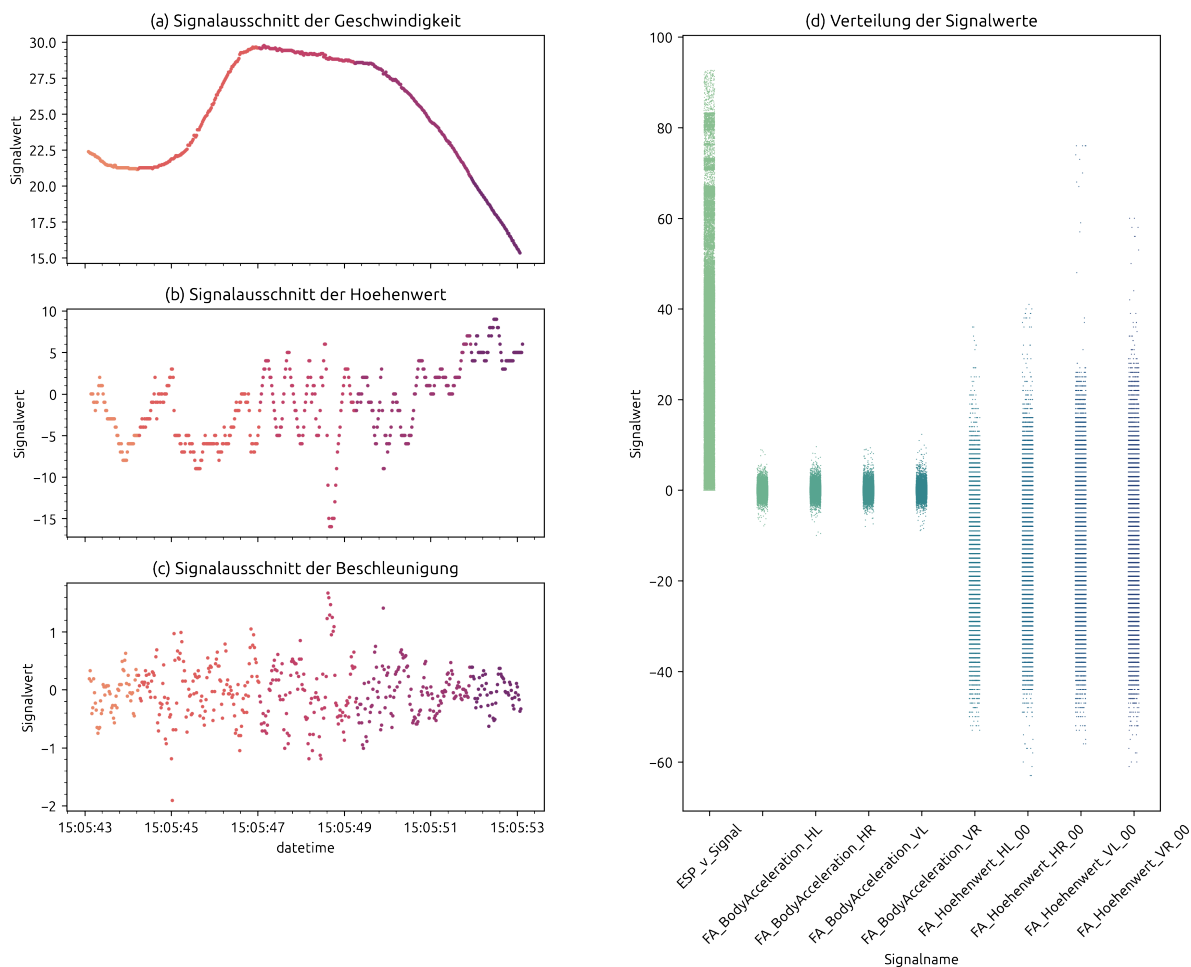 (a) Signalausschnitt der Geschwindigkeit
Signalwert
30.0
27.5
25.0
22.5
20.0
17.5
15.0
(b) Signalausschnitt der Hoehenwert
Signalwert
10
5
0
−5
−10
−15
(c) Signalausschnitt der Beschleunigung
Signalwert
1
0
−1
−2
15:05:43 15:05:45 15:05:47 15:05:49 15:05:51 15:05:53
datetime
(d) Verteilung der Signalwerte
Signalwert
100
80
60
40
20
0
−20
−40
−60
ESP_v_Signal
FA_BodyAcceleration_HL
FA_BodyAcceleration_HR
FA_BodyAcceleration_VL
FA_BodyAcceleration_VR
FA_Hoehenwert_HL_00
FA_Hoehenwert_HR_00
FA_Hoehenwert_VL_00
FA_Hoehenwert_VR_00
Signalname